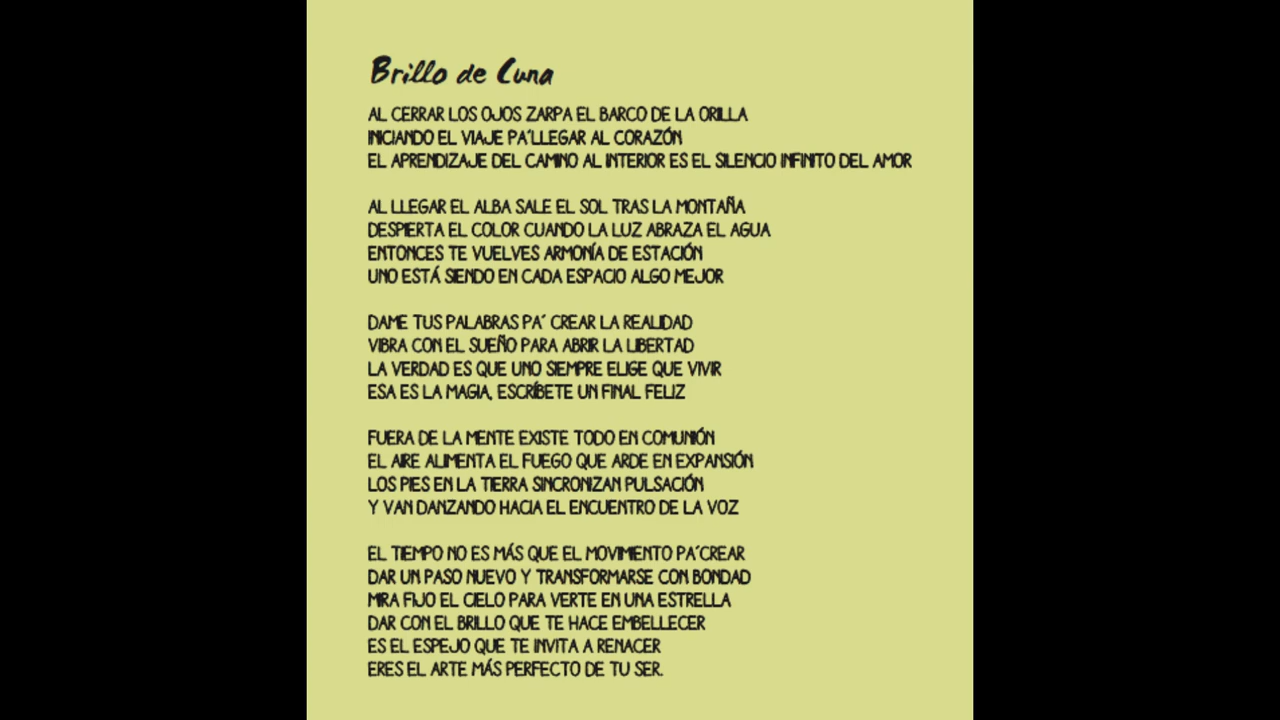 Brillo de Luna
AL CERRAR LOS OJOS ZARPA EL BARCO DE LA ORILLA
INICIANDO EL VIAJE PA´LLEGAR AL CORAZÓN
EL APRENDIZAJE DEL CAMINO AL INTERIOR ES EL SILENCIO INFINITO DEL AMOR
AL LLEGAR EL ALBA SALE EL SOL TRAS LA MONTAÑA
DESPIERTA EL COLOR CUANDO LA LUZ ABRAZA EL AGUA
ENTONCES TE VUELVES ARMONÍA DE ESTACIÓN
UNO ESTÁ SIENDO EN CADA ESPACIO ALGO MEJOR
DAME TUS PALABRAS PA´ CREAR LA REALIDAD
VIBRA CON EL SUEÑO PARA ABRIR LA LIBERTAD
LA VERDAD ES QUE UNO SIEMPRE ELIGE QUE VIVIR
ESA ES LA MAGIA, ESCRÍBETE UN FINAL FELIZ
FUERA DE LA MENTE EXISTE TODO EN COMUNIÓN
EL AIRE ALIMENTA EL FUEGO QUE ARDE EN EXPANSIÓN
LOS PIES EN LA TIERRA SINCRONIZAN PULSACIÓN
Y VAN DANZANDO HACIA EL ENCUENTRO DE LA VOZ
EL TIEMPO NO ES MÁS QUE EL MOVIMIENTO PA´CREAR
DAR UN PASO NUEVO Y TRANSFORMARSE CON BONDAD
MIRA FIJO EL CIELO PARA VERTE EN UNA ESTRELLA
DAR CON EL BRILLO QUE TE HACE EMBELLECER
ES EL ESPEJO QUE TE INVITA A RENACER
ERES EL ARTE MÁS PERFECTO DE TU SER.